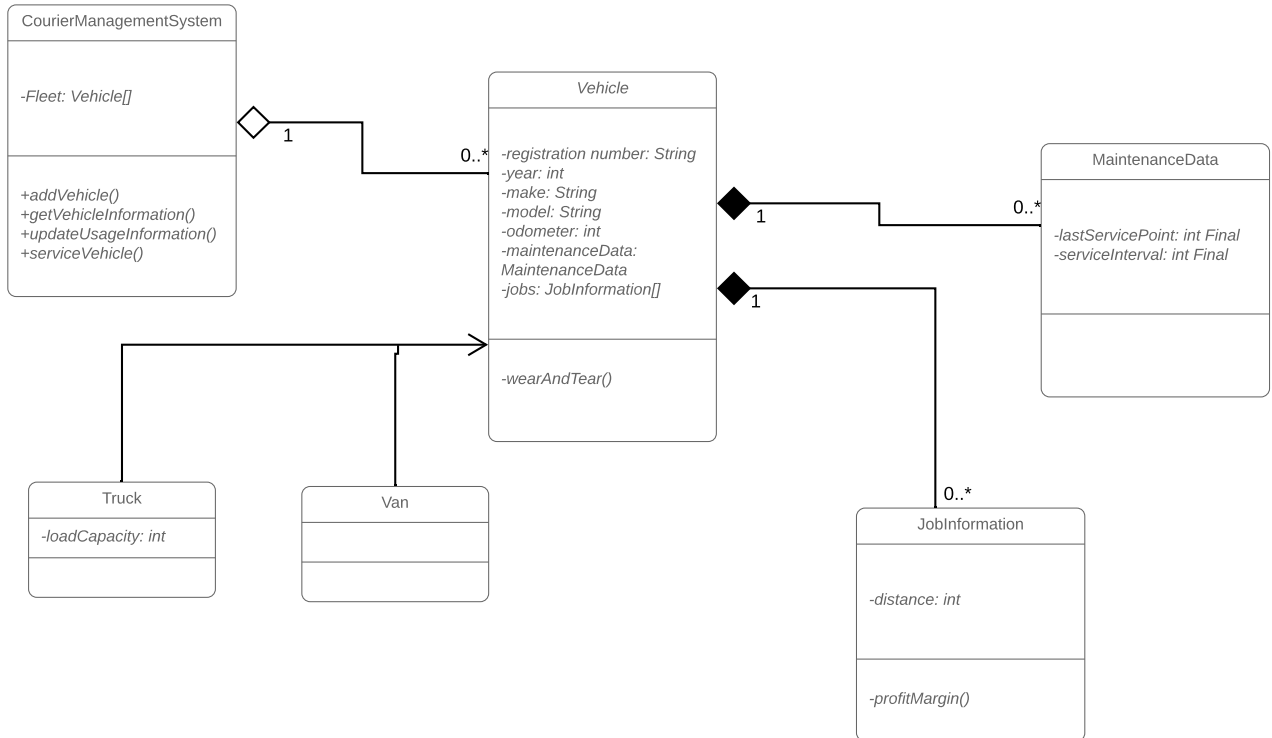 CourierManagementSystem
-Fleet: Vehicle[]
+addVehicle()
+getVehicleInformation()
+updateUsageInformation()
+serviceVehicle()
1
0..*
Vehicle
-registration number: String
-year: int
-make: String
-model: String
-odometer: int
-maintenanceData:
MaintenanceData
-jobs: JobInformation[]
-wearAndTear()
1
0..*
MaintenanceData
-lastServicePoint: int Final
-serviceInterval: int Final
1
0..*
Truck
-loadCapacity: int
Van
JobInformation
-distance: int
-profitMargin()